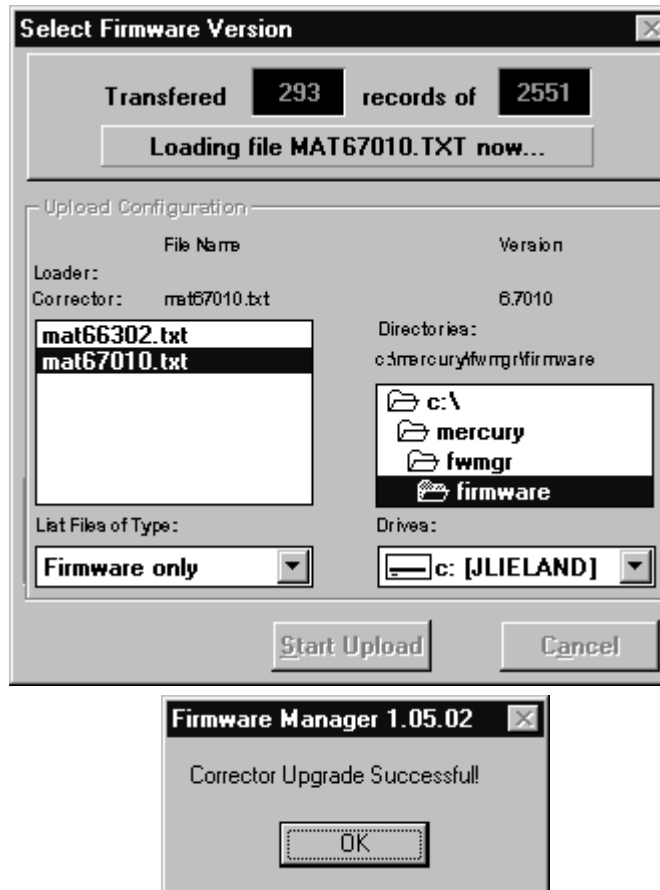 Select Firmware Version
Transfered 293 records of 2551
Loading file MAT67010.TXT now...
Upload Configuration
File Name Version
Loader:
Corrector: mat67010.txt 6.7010
mat66302.txt
mat67010.txt
Directories:
c:\mercury\fwmgr\firmware
c:\
mercury
fwmgr
firmware
List Files of Type: Drives:
Firmware only c: [JLIELAND]
Start Upload Cancel
Firmware Manager 1.05.02
Corrector Upgrade Successful!
OK